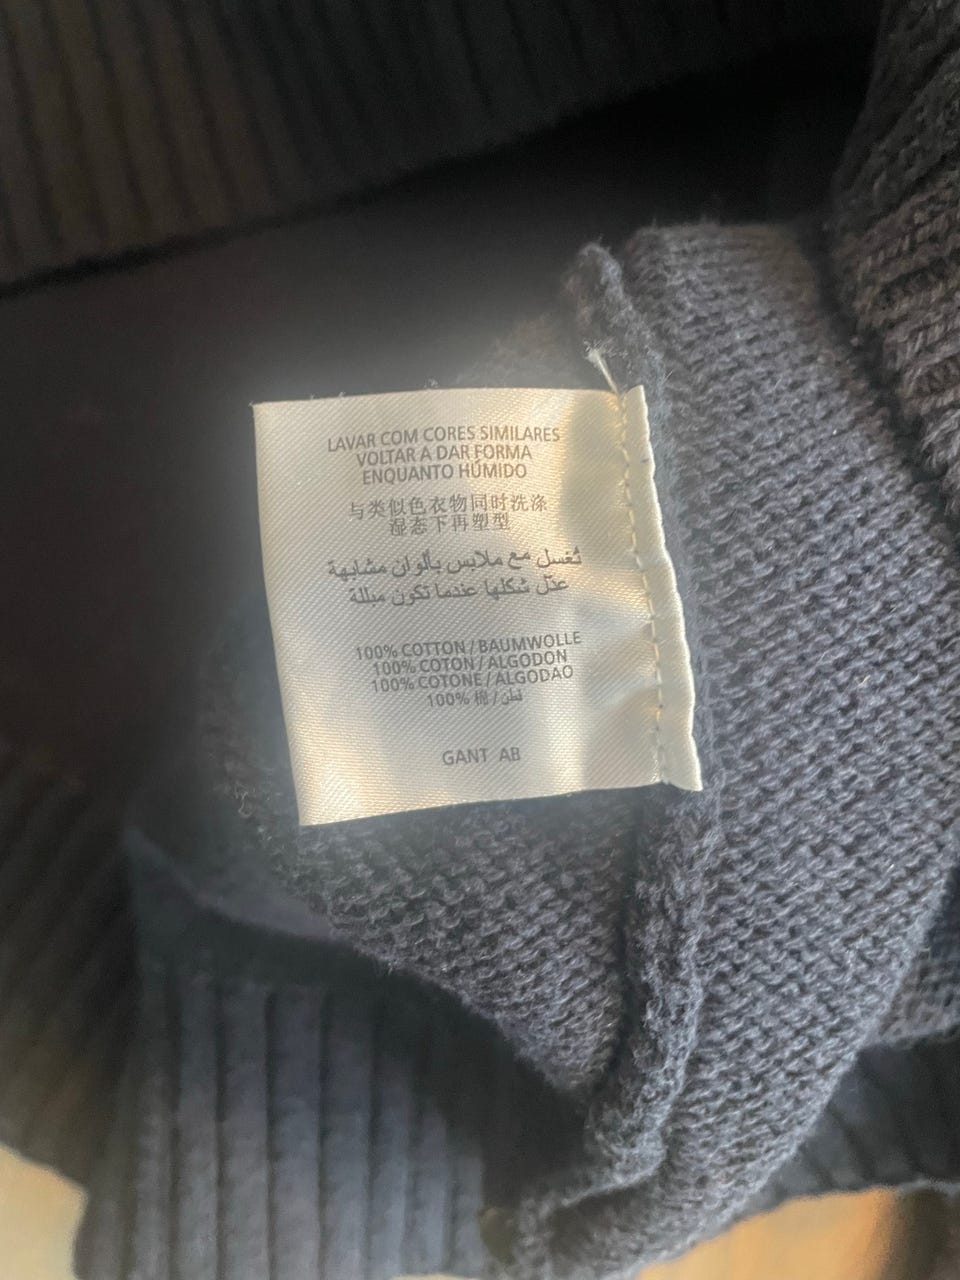 LAVAR COM CORES SIMILARES
VOLTAR A DAR FORMA
ENQUANTO HÚMIDO
与类似色衣物同时洗涤
湿态下再塑型
تُغسل مع ملابس بألوان مشابهة
عدّل شكلها عندما تكون مبللة
100% COTTON / BAUMWOLLE
100% COTON / ALGODON
100% COTONE / ALGODAO
100% 棉 / قطن
GANT AB